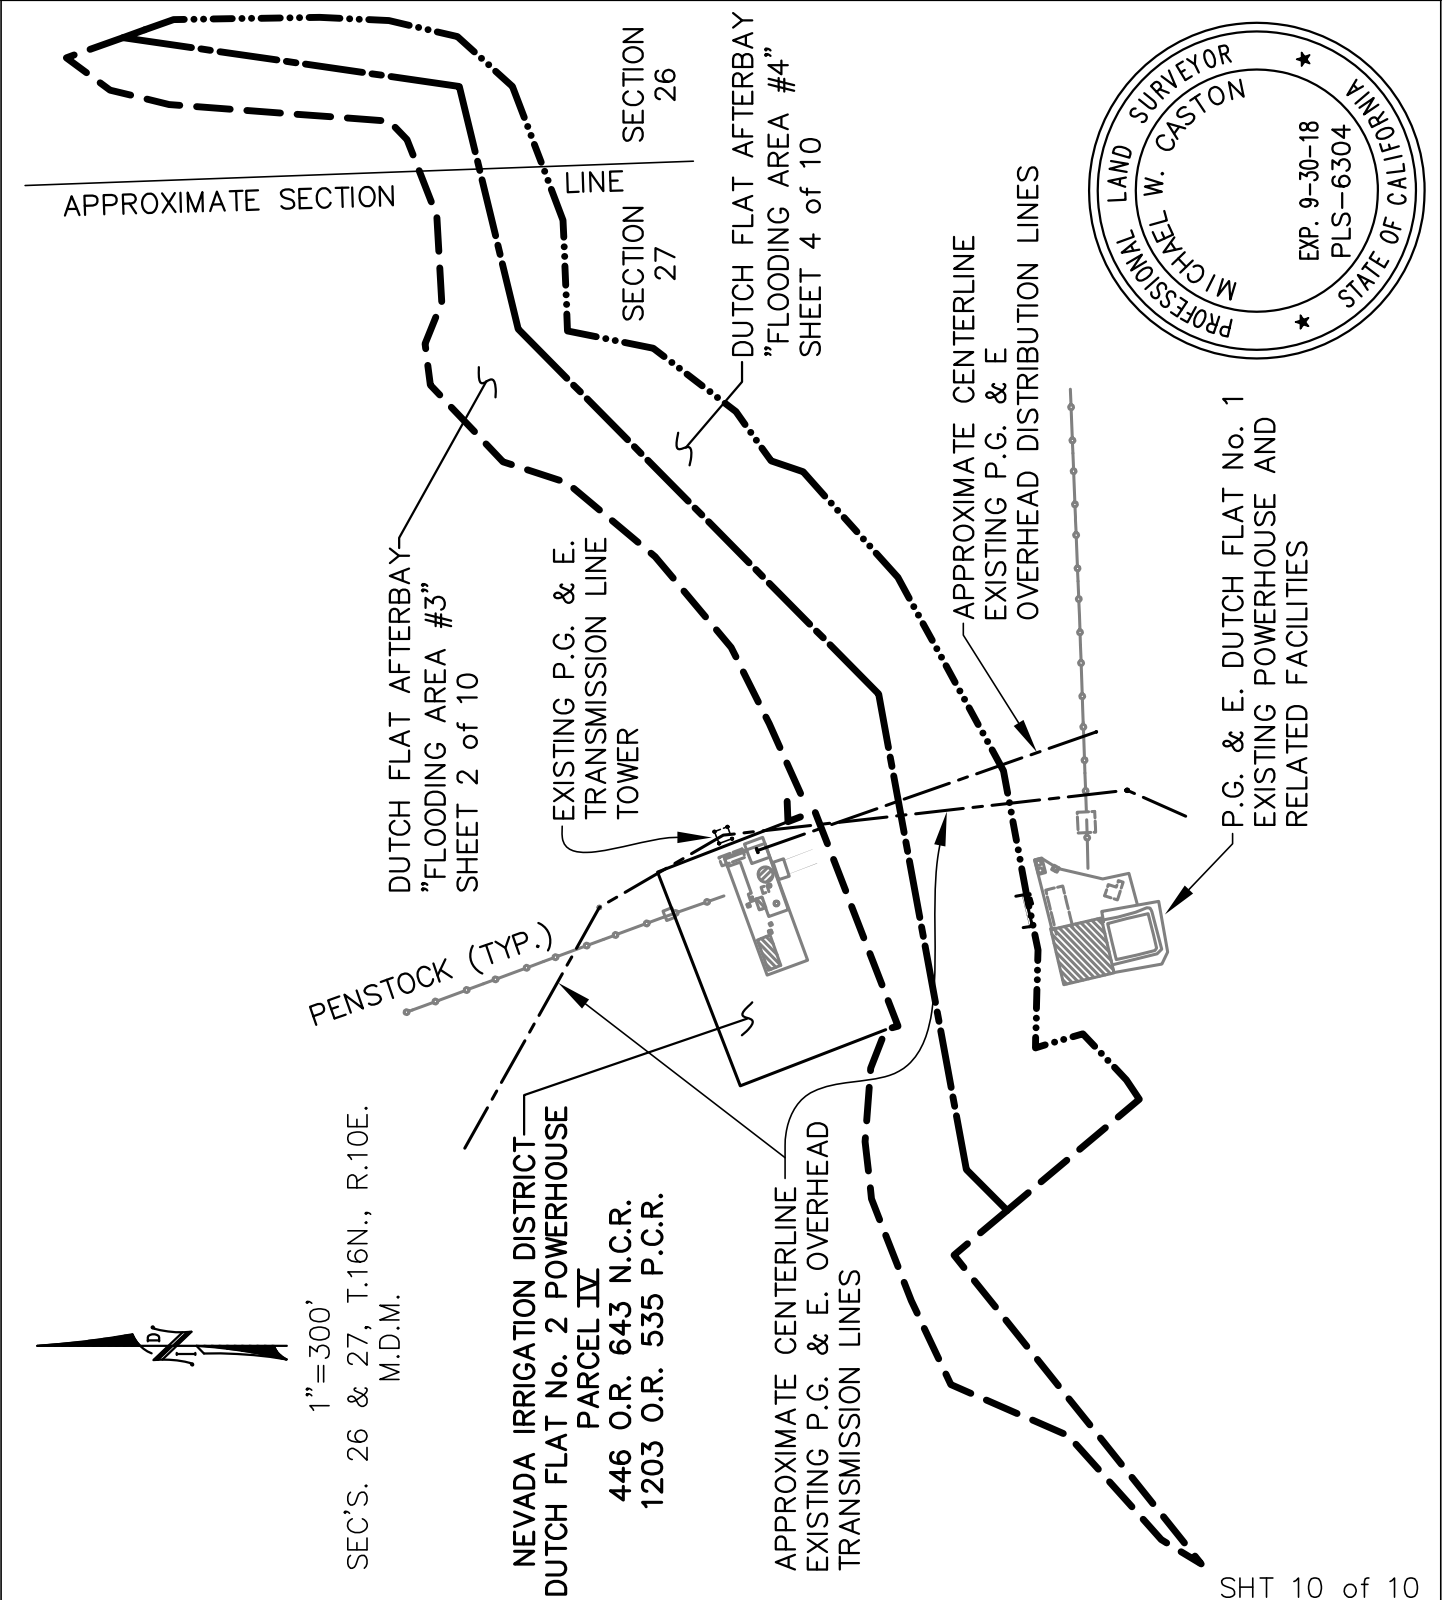 1"=300'
SEC'S. 26 & 27, T.16N., R.10E.
M.D.M.
NEVADA IRRIGATION DISTRICT
DUTCH FLAT No. 2 POWERHOUSE
PARCEL IV
446 O.R. 643 N.C.R.
1203 O.R. 535 P.C.R.
APPROXIMATE CENTERLINE
EXISTING P.G. & E. OVERHEAD
TRANSMISSION LINES
PENSTOCK (TYP.)
DUTCH FLAT AFTERBAY
"FLOODING AREA #3"
SHEET 2 of 10
EXISTING P.G. & E.
TRANSMISSION LINE
TOWER
APPROXIMATE SECTION LINE
SECTION
26
SECTION
27
DUTCH FLAT AFTERBAY
"FLOODING AREA #4"
SHEET 4 of 10
APPROXIMATE CENTERLINE
EXISTING P.G. & E
OVERHEAD DISTRIBUTION LINES
P.G. & E. DUTCH FLAT No. 1
EXISTING POWERHOUSE AND
RELATED FACILITIES
PROFESSIONAL LAND SURVEYOR
MICHAEL W. CASTON
EXP. 9-30-18
PLS-6304
STATE OF CALIFORNIA
SHT 10 of 10